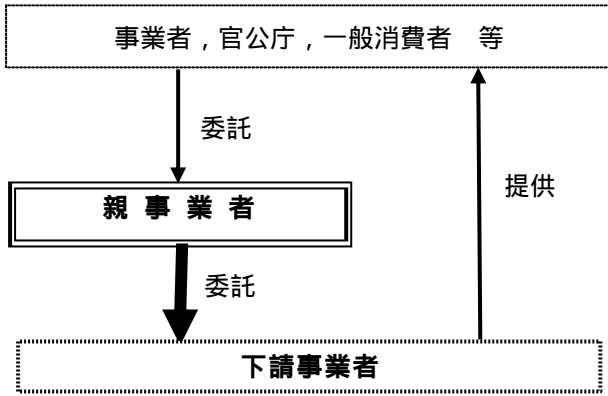 事業者，官公庁，一般消費者　等
委託
親 事 業 者
提供
委託
下請事業者